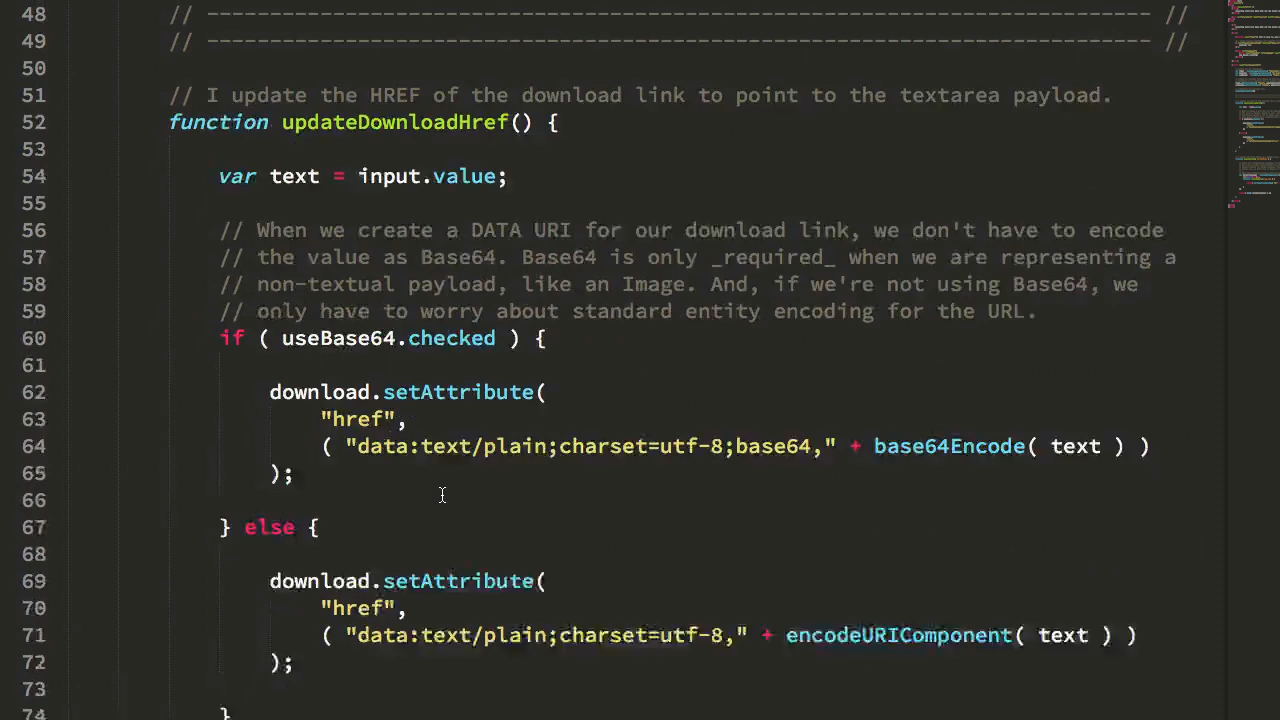 48 // --------------------------------------------------------------------------- //
49 // --------------------------------------------------------------------------- //
50
51 // I update the HREF of the download link to point to the textarea payload.
52 function updateDownloadHref() {
53
54 var text = input.value;
55
56 // When we create a DATA URI for our download link, we don't have to encode
57 // the value as Base64. Base64 is only _required_ when we are representing a
58 // non-textual payload, like an Image. And, if we're not using Base64, we
59 // only have to worry about standard entity encoding for the URL.
60 if ( useBase64.checked ) {
61
62 download.setAttribute(
63 "href",
64 ( "data:text/plain;charset=utf-8;base64," + base64Encode( text ) )
65 );
66
67 } else {
68
69 download.setAttribute(
70 "href",
71 ( "data:text/plain;charset=utf-8," + encodeURIComponent( text ) )
72 );
73
74 }